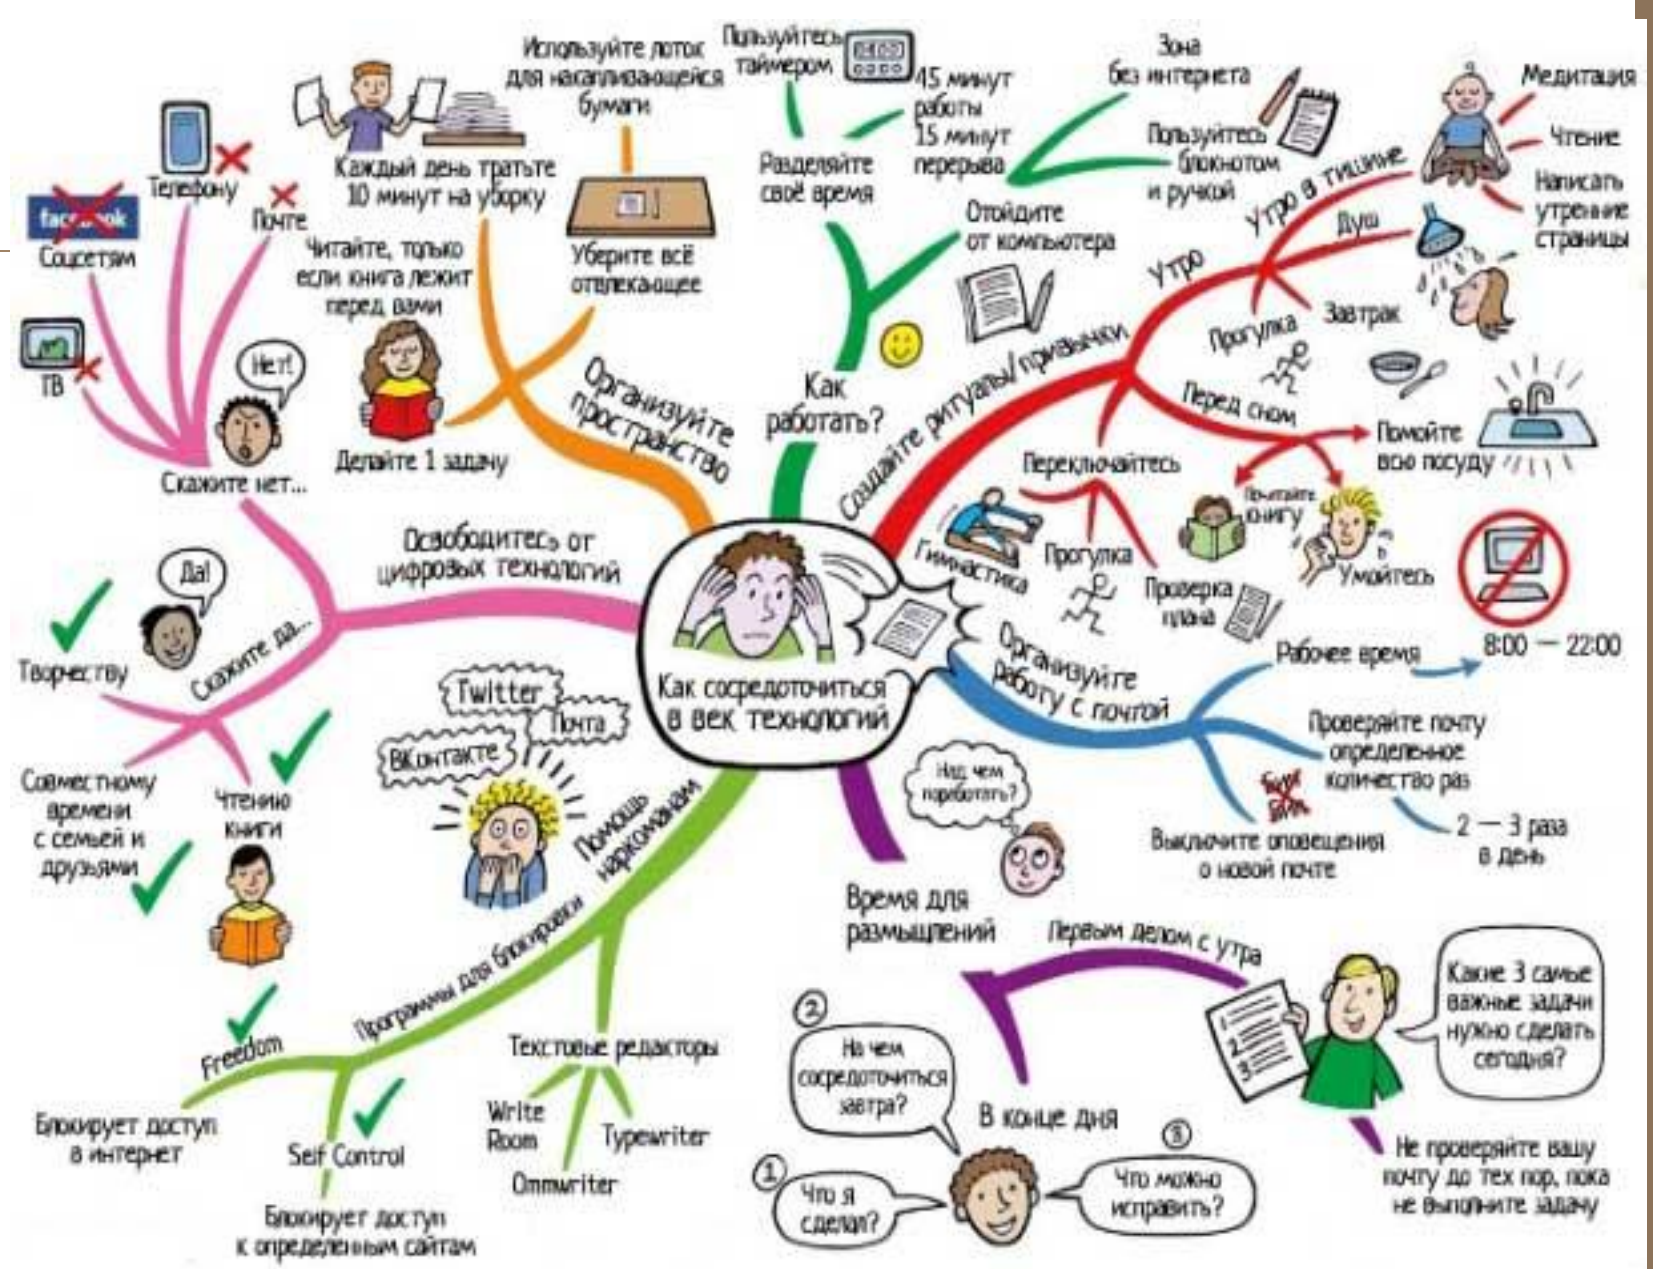 Как сосредоточиться
в век технологий
Как
работать?
Разделяйте
своё время
Пользуйтесь
таймером
45 минут
работы
15 минут
перерыва
Отойдите
от компьютера
Зона
без интернета
Пользуйтесь
блокнотом
и ручкой
Создайте ритуалы/привычки
Утро
Утро в тишине
Медитация
Чтение
Написать
утренние
страницы
Душ
Завтрак
Прогулка
Перед сном
Помойте
всю посуду
Почитайте
книгу
Умойтесь
Переключайтесь
Гимнастика
Прогулка
Проверка
плана
Организуйте
работу с почтой
Рабочее время
8:00 — 22:00
Проверяйте почту
определенное
количество раз
2 — 3 раза
в день
Выключите оповещения
о новой почте
Над чем
поработать?
Время для
размышлений
Первым делом с утра
1
2
3
Какие 3 самые
важные задачи
нужно сделать
сегодня?
Не проверяйте вашу
почту до тех пор, пока
не выполните задачу
В конце дня
1
Что я
сделал?
2
На чем
сосредоточиться
завтра?
3
Что можно
исправить?
Помощь
наркоманам
Twitter
Почта
ВКонтакте
Программы для блокировки
Freedom
Блокирует доступ
в интернет
Self Control
Блокирует доступ
к определенным сайтам
Текстовые редакторы
Write
Room
Ommwriter
Typewriter
Освободитесь от
цифровых технологий
Скажите да...
Да!
Творчеству
Совместному
времени
с семьей и
друзьями
Чтению
книги
Скажите нет...
Нет!
ТВ
facebook
Соцсетям
Телефону
Почте
Организуйте
пространство
Каждый день тратьте
10 минут на уборку
Используйте лоток
для накапливающейся
бумаги
Уберите всё
отвлекающее
Читайте, только
если книга лежит
перед вами
Делайте 1 задачу